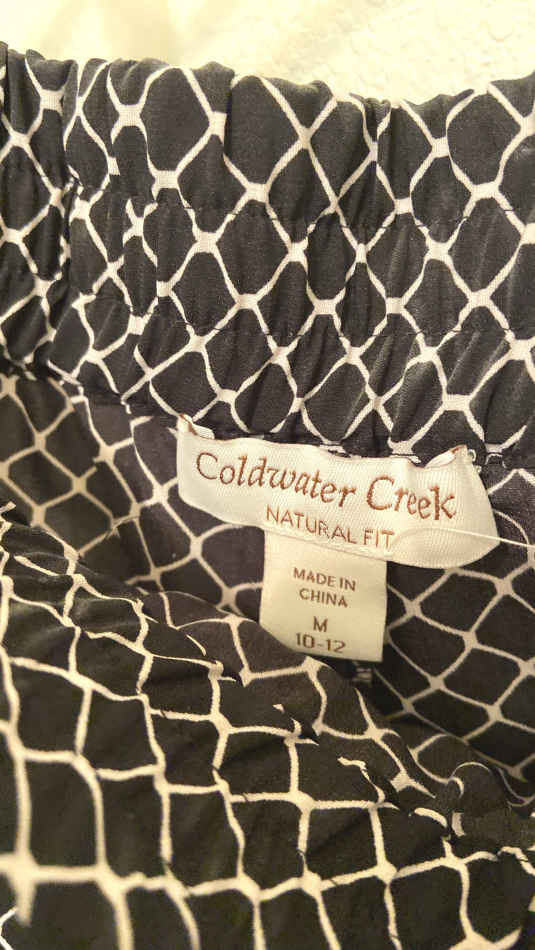 Coldwater Creek
NATURAL FIT
MADE IN
CHINA
M
10-12